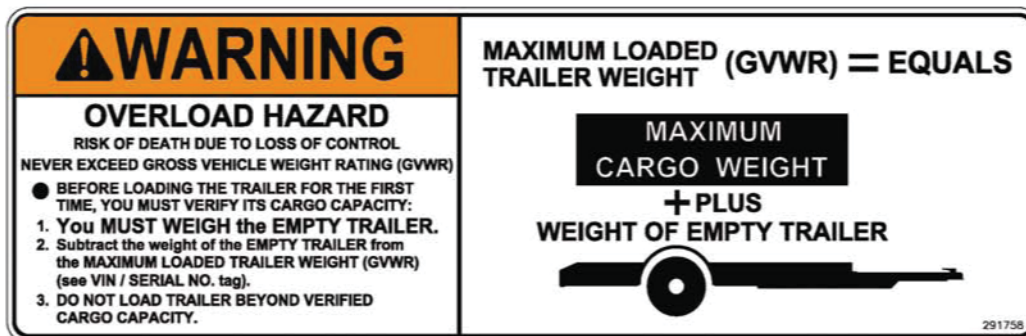 WARNING
OVERLOAD HAZARD
RISK OF DEATH DUE TO LOSS OF CONTROL
NEVER EXCEED GROSS VEHICLE WEIGHT RATING (GVWR)
● BEFORE LOADING THE TRAILER FOR THE FIRST
TIME, YOU MUST VERIFY ITS CARGO CAPACITY:
1. You MUST WEIGH the EMPTY TRAILER.
2. Subtract the weight of the EMPTY TRAILER from
the MAXIMUM LOADED TRAILER WEIGHT (GVWR)
(see VIN / SERIAL NO. tag).
3. DO NOT LOAD TRAILER BEYOND VERIFIED
CARGO CAPACITY.
MAXIMUM LOADED
TRAILER WEIGHT (GVWR) = EQUALS
MAXIMUM
CARGO WEIGHT
+ PLUS
WEIGHT OF EMPTY TRAILER
291758